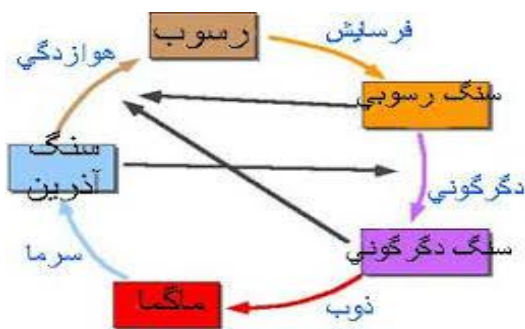 رسوب
فرسايش
هوازدگي
سنگ رسوبي
سنگ
آذرين
دگرگوني
سنگ دگرگوني
سرما
ماگما
ذوب